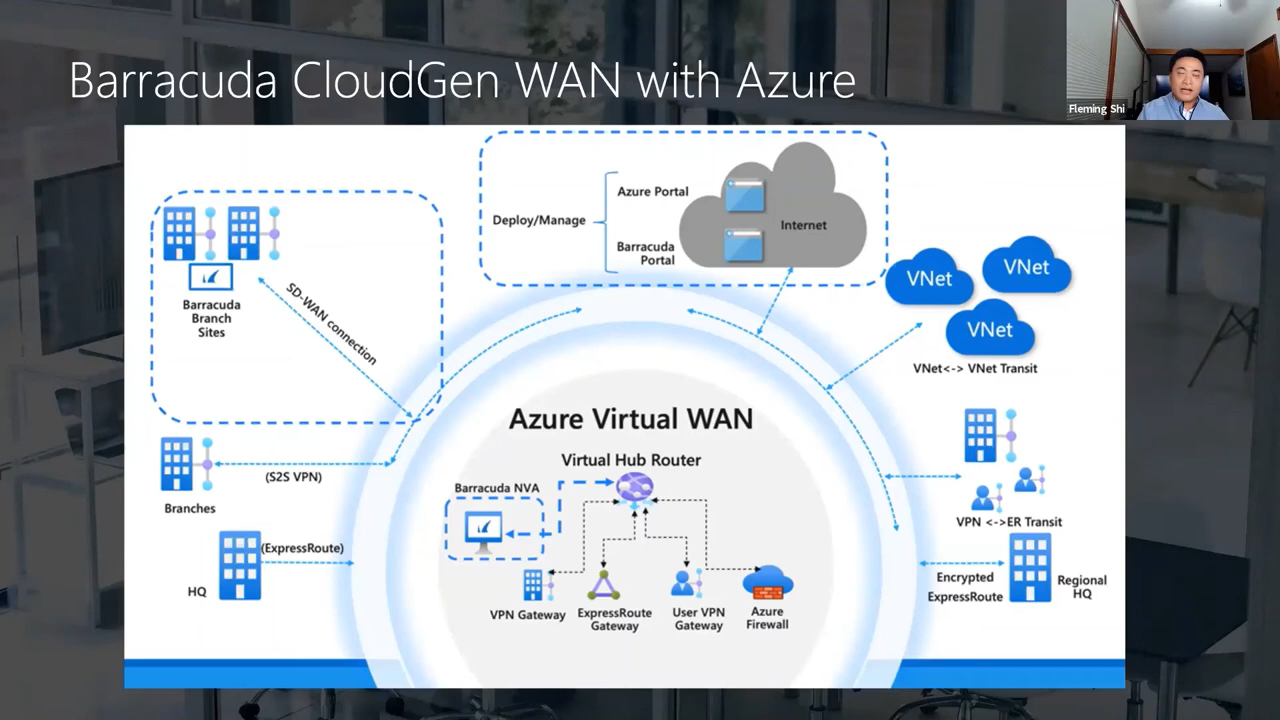 Barracuda CloudGen WAN with Azure
Fleming Shi
Azure Portal
Deploy/Manage
Internet
Barracuda
Portal
Barracuda
Branch
Sites
SD-WAN connection
VNet
VNet
VNet
VNet<-> VNet Transit
Azure Virtual WAN
Virtual Hub Router
Barracuda NVA
(S2S VPN)
Branches
VPN <->ER Transit
(ExpressRoute)
HQ
Encrypted
ExpressRoute
Regional
HQ
VPN Gateway
ExpressRoute
Gateway
User VPN
Gateway
Azure
Firewall